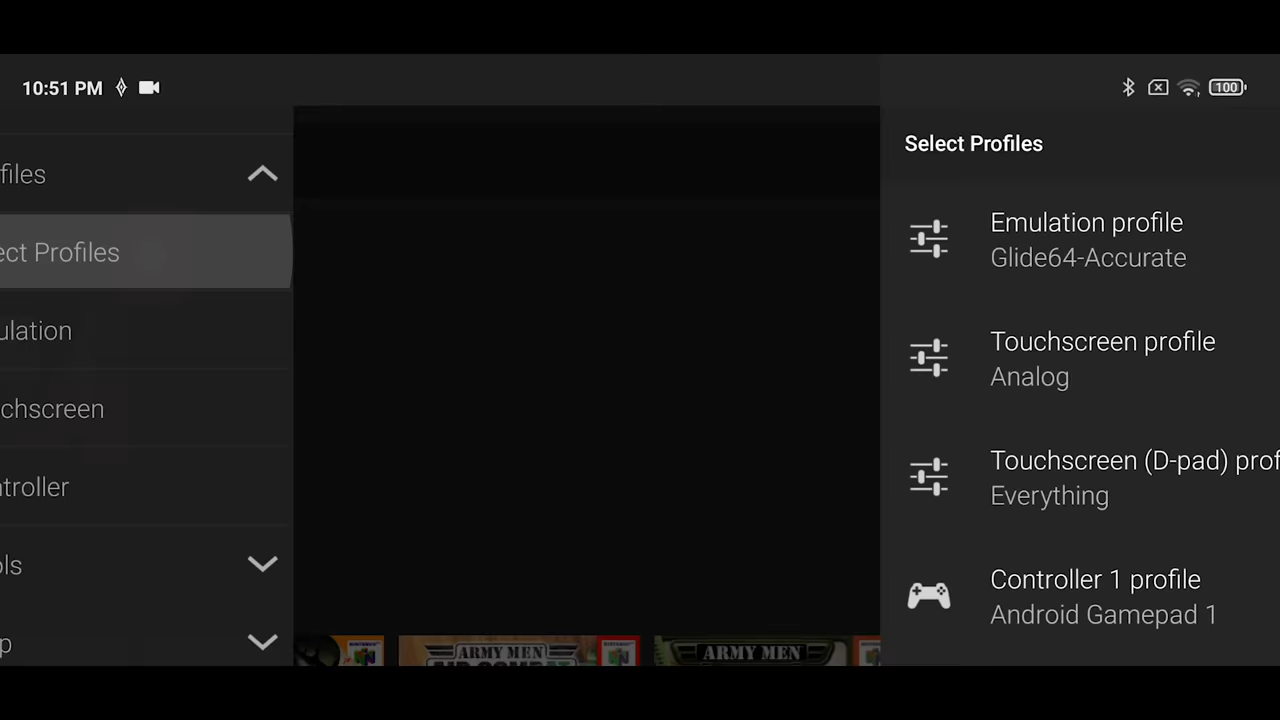 10:51 PM
100
files
ect Profiles
ulation
chscreen
ntroller
ols
p
Select Profiles
Emulation profile
Glide64-Accurate
Touchscreen profile
Analog
Touchscreen (D-pad) prof
Everything
Controller 1 profile
Android Gamepad 1
ARMY MEN
ARMY MEN